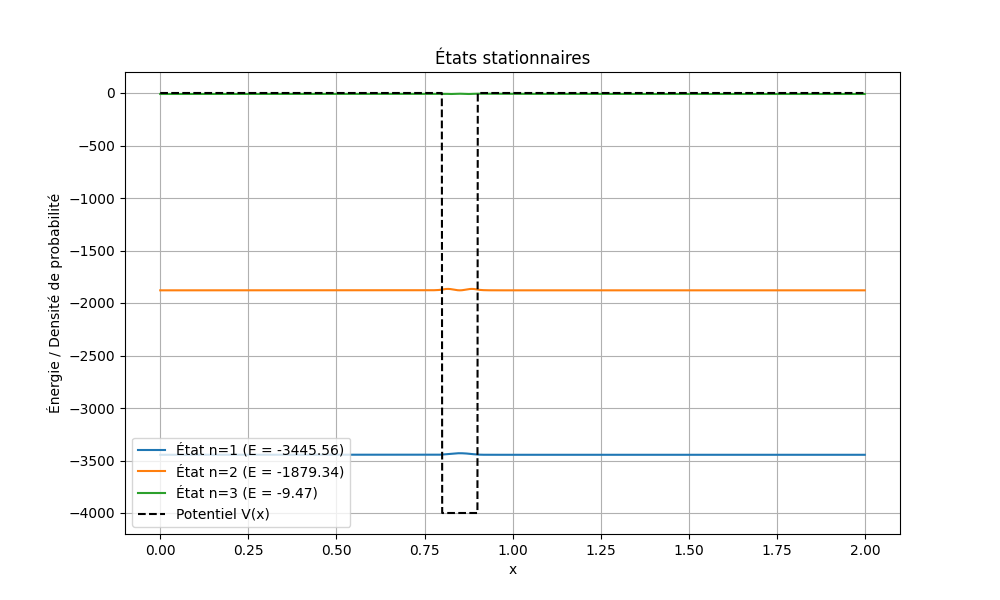 États stationnaires
Énergie / Densité de probabilité
0
−500
−1000
−1500
−2000
−2500
−3000
−3500
−4000
État n=1 (E = -3445.56)
État n=2 (E = -1879.34)
État n=3 (E = -9.47)
Potentiel V(x)
0.00 0.25 0.50 0.75 1.00 1.25 1.50 1.75 2.00
x